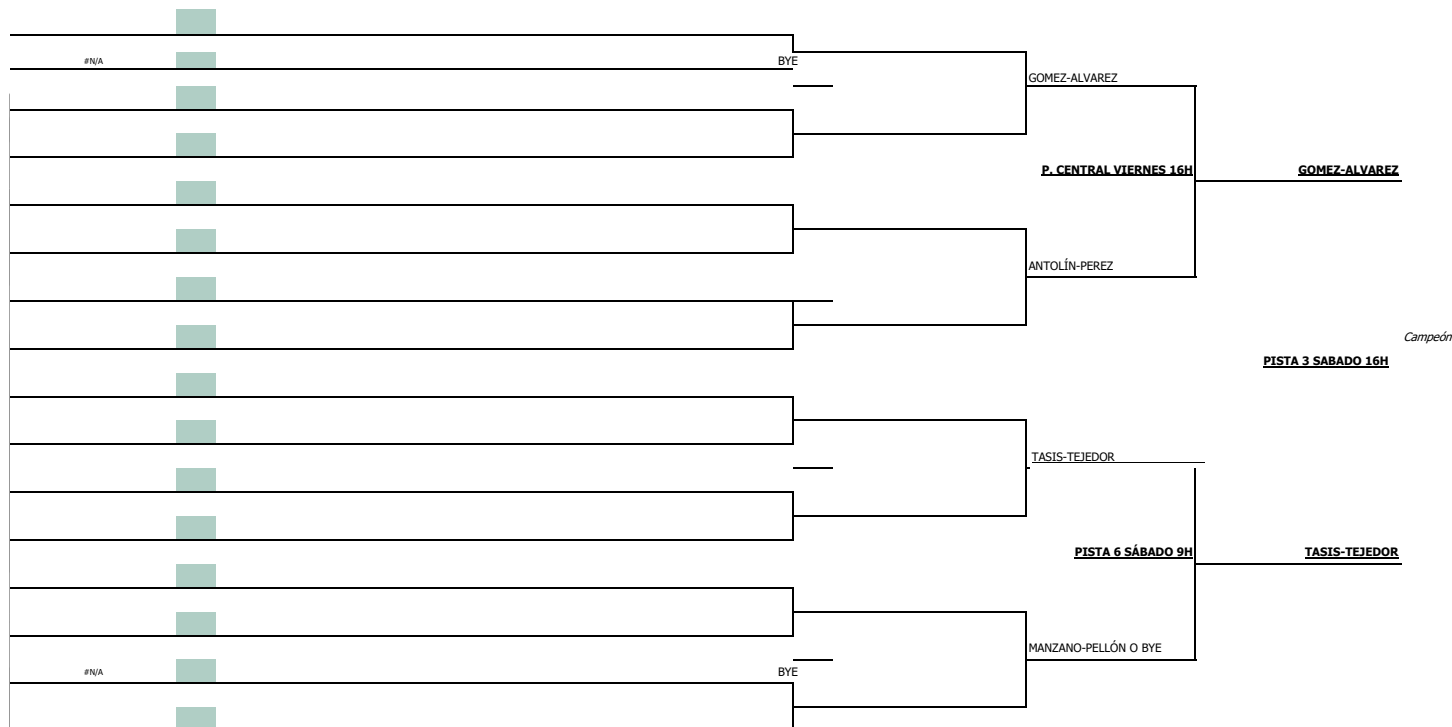 #N/A
BYE
GOMEZ-ALVAREZ
P. CENTRAL VIERNES 16H
GOMEZ-ALVAREZ
ANTOLÍN-PEREZ
Campeón
PISTA 3 SABADO 16H
TASIS-TEJEDOR
PISTA 6 SÁBADO 9H
TASIS-TEJEDOR
MANZANO-PELLÓN O BYE
#N/A
BYE